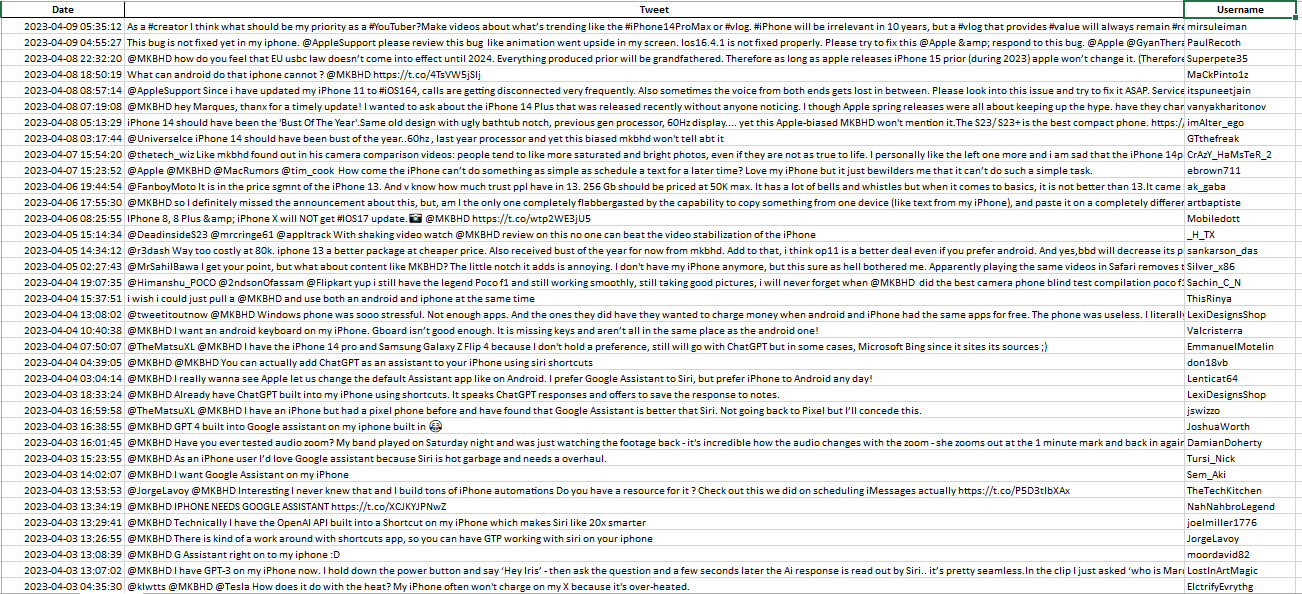 Date Tweet Username
2023-04-09 05:35:12 As a #creator I think what should be my priority as a #YouTuber?Make videos about what's trending like the #iPhone14ProMax or #vlog. #iPhone will be irrelevant in 10 years, but a #vlog that provides #value will always remain #re mirsuleiman
2023-04-09 04:55:27 This bug is not fixed yet in my iphone. @AppleSupport please review this bug like animation went upside in my screen. Ios16.4.1 is not fixed properly. Please try to fix this @Apple &amp; respond to this bug. @Apple @GyanThera PaulRecoth
2023-04-08 22:32:20 @MKBHD how do you feel that EU usbc law doesn't come into effect until 2024. Everything produced prior will be grandfathered. Therefore as long as apple releases iPhone 15 prior (during 2023) apple won't change it. (Therefore Superpete35
2023-04-08 18:50:19 What can android do that iphone cannot ? @MKBHD https://t.co/4TsVW5jSIj MaCkPinto1z
2023-04-08 08:57:14 @AppleSupport Since i have updated my iPhone 11 to #iOS164, calls are getting disconnected very frequently. Also sometimes the voice from both ends gets lost in between. Please look into this issue and try to fix it ASAP. Service itspuneetjain
2023-04-08 07:19:08 @MKBHD hey Marques, thanx for a timely update! I wanted to ask about the iPhone 14 Plus that was released recently without anyone noticing. I though Apple spring releases were all about keeping up the hype. have they chan vanyakharitonov
2023-04-08 05:13:29 iPhone 14 should have been the 'Bust Of The Year'.Same old design with ugly bathtub notch, previous gen processor, 60Hz display.... yet this Apple-biased MKBHD won't mention it.The S23/ S23+ is the best compact phone. https:/ imAlter_ego
2023-04-08 03:17:44 @UniverseIce iPhone 14 should have been bust of the year..60hz , last year processor and yet this biased mkbhd won't tell abt it GTthefreak
2023-04-07 15:54:20 @thetech_wiz Like mkbhd found out in his camera comparison videos: people tend to like more saturated and bright photos, even if they are not as true to life. I personally like the left one more and i am sad that the iPhone 14p CrAzY_HaMsTeR_2
2023-04-07 15:23:52 @Apple @MKBHD @MacRumors @tim_cook  How come the iPhone can't do something as simple as schedule a text for a later time? Love my iPhone but it just bewilders me that it can't do such a simple task. ebrown711
2023-04-06 19:44:54 @FanboyMoto It is in the price sgmnt of the iPhone 13. And v know how much trust ppl have in 13. 256 Gb should be priced at 50K max. It has a lot of bells and whistles but when it comes to basics, it is not better than 13.It came ak_gaba
2023-04-06 17:55:30 @MKBHD so I definitely missed the announcement about this, but, am I the only one completely flabbergasted by the capability to copy something from one device (like text from my iPhone), and paste it on a completely differen artbaptiste
2023-04-06 08:25:55 IPhone 8, 8 Plus &amp; iPhone X will NOT get #IOS17 update.📸 @MKBHD https://t.co/wtp2WE3jU5 Mobiledott
2023-04-05 15:14:34 @DeadinsideS23 @mrcringe61 @appltrack With shaking video watch @MKBHD review on this no one can beat the video stabilization of the iPhone _H_TX
2023-04-05 14:34:12 @r3dash Way too costly at 80k. iphone 13 a better package at cheaper price. Also received bust of the year for now from mkbhd. Add to that, i think op11 is a better deal even if you prefer android. And yes,bbd will decrease its p sankarson_das
2023-04-05 02:27:43 @MrSahilBawa I get your point, but what about content like MKBHD? The little notch it adds is annoying. I don't have my iPhone anymore, but this sure as hell bothered me. Apparently playing the same videos in Safari removes t Silver_x86
2023-04-04 19:07:35 @Himanshu_POCO @2ndsonOfassam @Flipkart yup i still have the legend Poco f1 and still working smoothly, still taking good pictures, i will never forget when @MKBHD  did the best camera phone blind test compilation poco f1 Sachin_C_N
2023-04-04 15:37:51 i wish i could just pull a @MKBHD and use both an android and iphone at the same time ThisRinya
2023-04-04 13:08:02 @tweetitoutnow @MKBHD Windows phone was sooo stressful. Not enough apps. And the ones they did have they wanted to charge money when android and iPhone had the same apps for free. The phone was useless. I literall LexiDesignsShop
2023-04-04 10:40:38 @MKBHD I want an android keyboard on my iPhone. Gboard isn't good enough. It is missing keys and aren't all in the same place as the android one! Valcristerra
2023-04-04 07:50:07 @TheMatsuXL @MKBHD I have the iPhone 14 pro and Samsung Galaxy Z Flip 4 because I don't hold a preference, still will go with ChatGPT but in some cases, Microsoft Bing since it sites its sources ;) EmmanuelMotelin
2023-04-04 04:39:05 @MKBHD @MKBHD You can actually add ChatGPT as an assistant to your iPhone using siri shortcuts don18vb
2023-04-04 03:04:14 @MKBHD I really wanna see Apple let us change the default Assistant app like on Android. I prefer Google Assistant to Siri, but prefer iPhone to Android any day! Lenticat64
2023-04-03 18:33:24 @MKBHD Already have ChatGPT built into my iPhone using shortcuts. It speaks ChatGPT responses and offers to save the response to notes. LexiDesignsShop
2023-04-03 16:59:58 @TheMatsuXL @MKBHD I have an iPhone but had a pixel phone before and have found that Google Assistant is better that Siri. Not going back to Pixel but I'll concede this. jswizzo
2023-04-03 16:38:55 @MKBHD GPT 4 built into Google assistant on my iphone built in JoshuaWorth
2023-04-03 16:01:45 @MKBHD Have you ever tested audio zoom? My band played on Saturday night and was just watching the footage back - it's incredible how the audio changes with the zoom - she zooms out at the 1 minute mark and back in again DamianDoherty
2023-04-03 15:23:55 @MKBHD As an iPhone user I'd love Google assistant because Siri is hot garbage and needs a overhaul. Tursi_Nick
2023-04-03 14:02:07 @MKBHD I want Google Assistant on my iPhone Sem_Aki
2023-04-03 13:53:53 @JorgeLavoy @MKBHD Interesting I never knew that and I build tons of iPhone automations Do you have a resource for it ? Check out this we did on scheduling iMessages actually https://t.co/P5D3tIbXAx TheTechKitchen
2023-04-03 13:34:19 @MKBHD IPHONE NEEDS GOOGLE ASSISTANT https://t.co/XCJKYJPNwZ NahNahbroLegend
2023-04-03 13:29:41 @MKBHD Technically I have the OpenAI API built into a Shortcut on my iPhone which makes Siri like 20x smarter joelmiller1776
2023-04-03 13:26:55 @MKBHD There is kind of a work around with shortcuts app, so you can have GTP working with siri on your iphone JorgeLavoy
2023-04-03 13:08:39 @MKBHD G Assistant right on to my iphone :D moordavid82
2023-04-03 13:07:02 @MKBHD I have GPT-3 on my iPhone now. I hold down the power button and say 'Hey Iris' - then ask the question and a few seconds later the Ai response is read out by Siri.. it's pretty seamless.In the clip I just asked 'who is Mar LostInArtMagic
2023-04-03 04:35:30 @klwtts @MKBHD @Tesla How does it do with the heat? My iPhone often won't charge on my X because it's over-heated. ElctrifyEvrythg